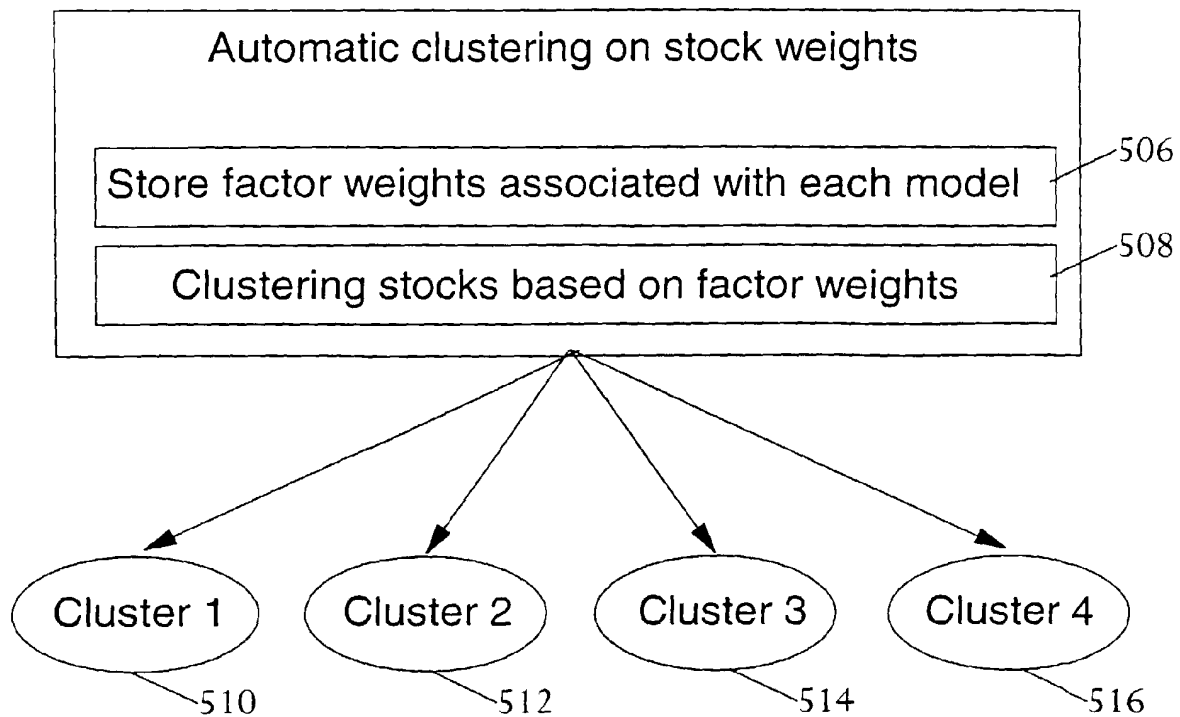 Automatic clustering on stock weights
506
Store factor weights associated with each model
508
Clustering stocks based on factor weights
Cluster 1
Cluster 2
Cluster 3
Cluster 4
510
512
514
516